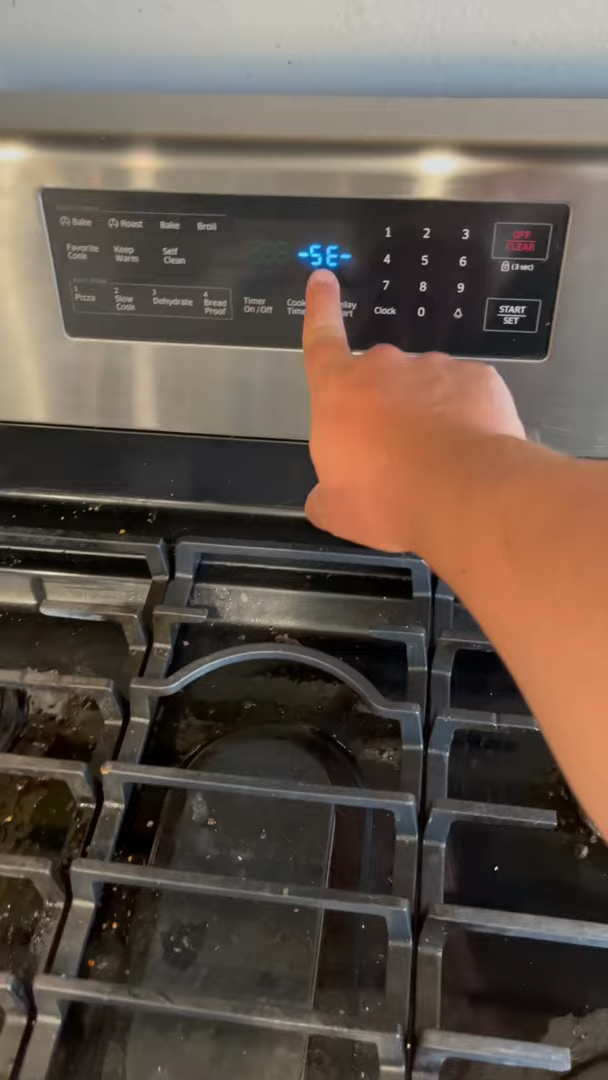 Bake Roast Bake Broil
Favorite Cook Keep Warm Self Clean
1 Pizza 2 Slow Cook 3 Dehydrate 4 Bread Proof
Timer On/Off
-SE-
1 2 3
4 5 6
7 8 9
Clock 0
OFF
CLEAR
(3 sec)
START
SET